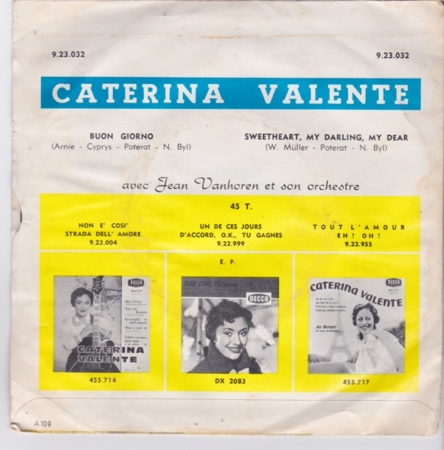 9.23.032 9.23.032
CATERINA VALENTE
BUON GIORNO
(Arnie - Cyprys - Poterat - N. Byl)
SWEETHEART, MY DARLING, MY DEAR
(W. Müller - Poterat - N. Byl)
avec Jean Vanhoren et son orchestre
45 T.
NON E' COSI'
STRADA DELL' AMORE
9.23.004
UN DE CES JOURS
D'ACCORD, O.K., TU GAGNES
9.22.999
TOUT L'AMOUR
EH! OH!
9.22.955
E. P.
DECCA
CATERINA
VALENTE
455.714
DECCA
DX 2083
CATERINA VALENTE
455.717
A 109